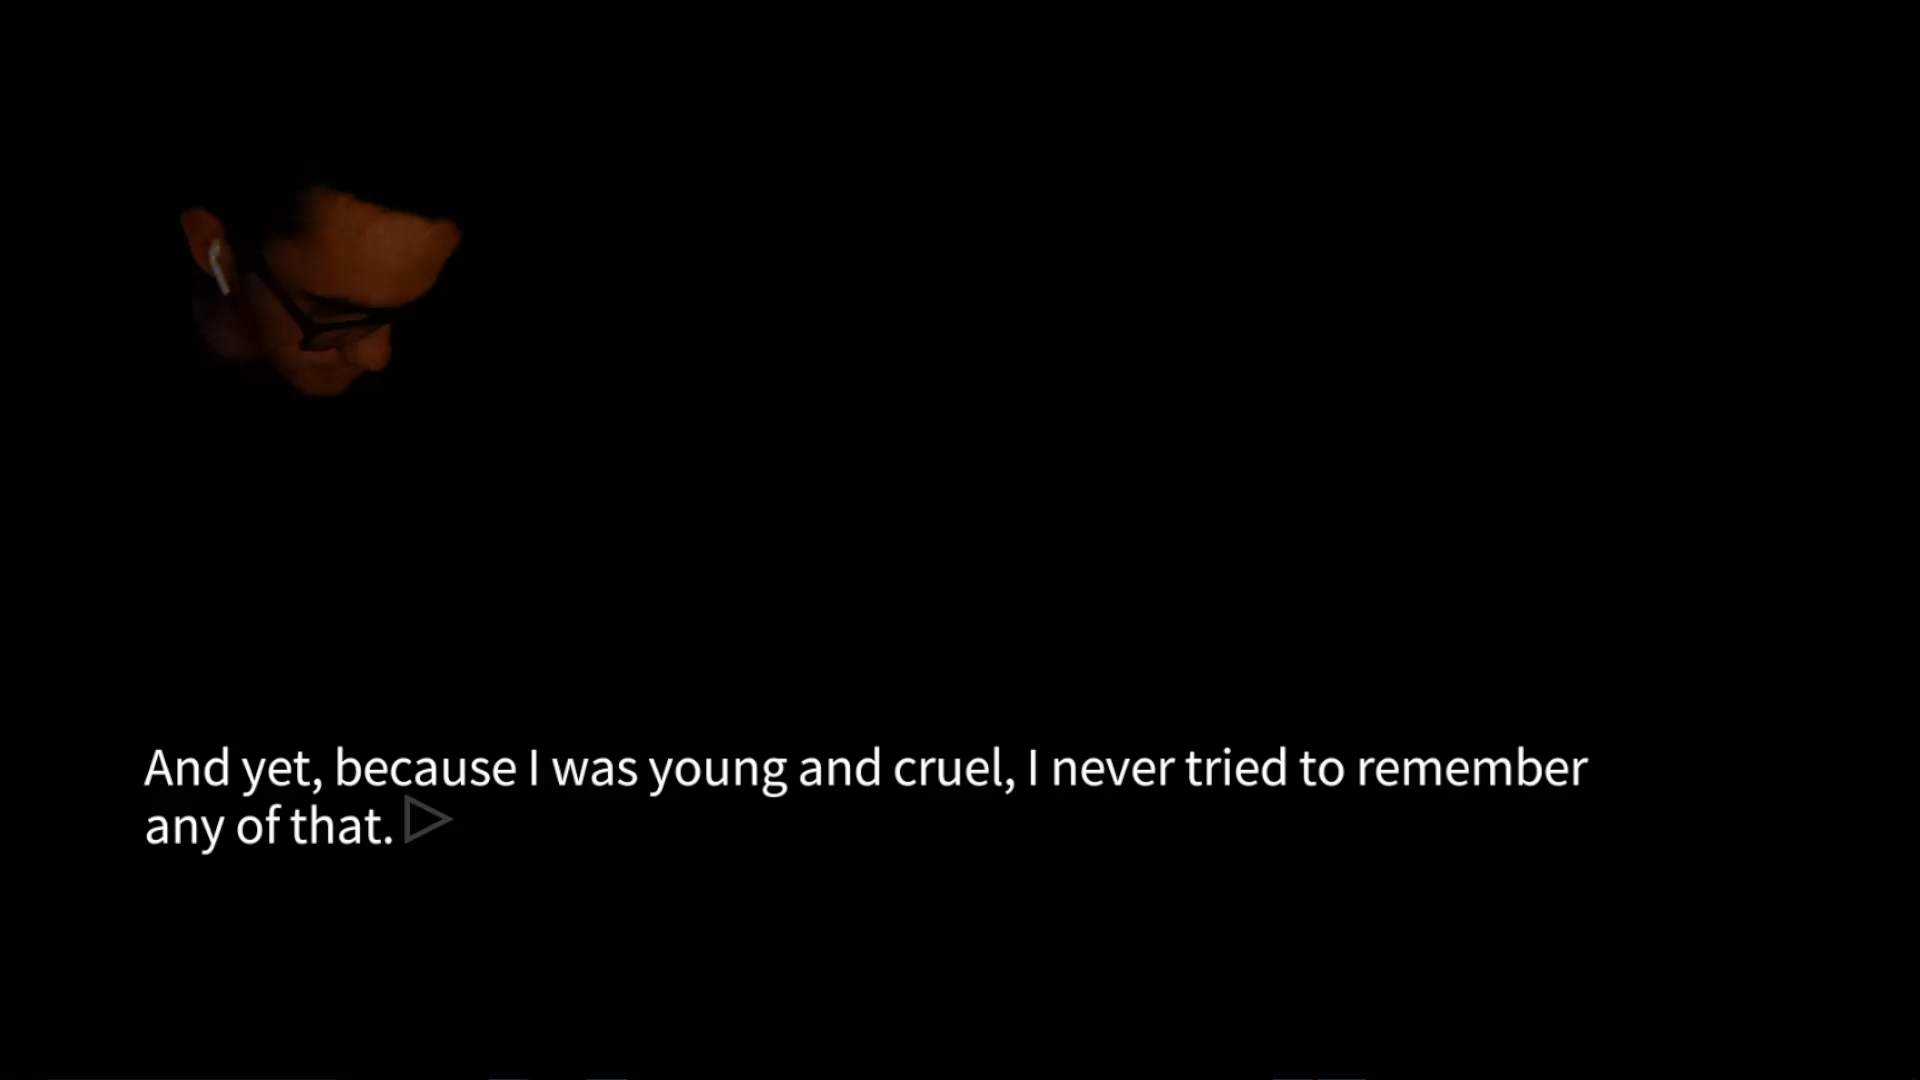 And yet, because I was young and cruel, I never tried to remember
any of that.